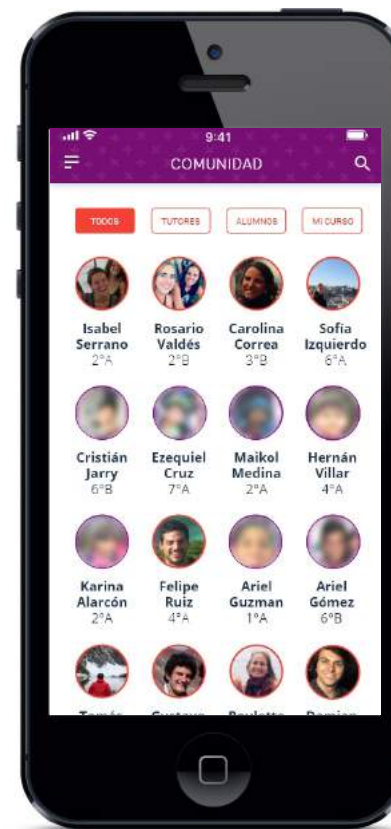 9:41
COMUNIDAD
TODOS TUTORES ALUMNOS MI CURSO
Isabel Rosario Carolina Sofía
Serrano Valdés Correa Izquierdo
2°A 2°B 3°B 6°A
Cristián Ezequiel Maikol Hernán
Jarry Cruz Medina Villar
6°B 7°A 2°A 4°A
Karina Felipe Ariel Ariel
Alarcón Ruiz Guzman Gómez
2°A 4°A 1°A 6°B